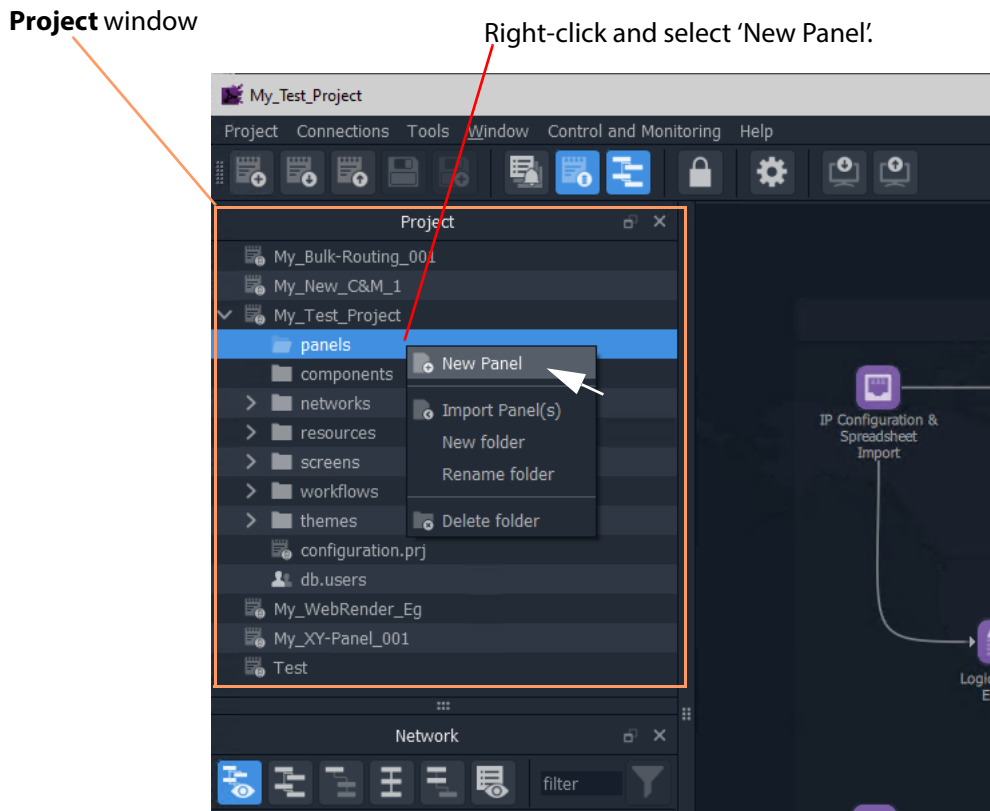 Project window
Right-click and select ‘New Panel’.
My_Test_Project
Project Connections Tools Window Control and Monitoring Help
Project
My_Bulk-Routing_001
My_New_C&M_1
My_Test_Project
panels
New Panel
components
networks
Import Panel(s)
resources
New folder
screens
Rename folder
workflows
themes
Delete folder
configuration.prj
db.users
My_WebRender_Eg
My_XY-Panel_001
Test
IP Configuration &
Spreadsheet
Import
Network
filter